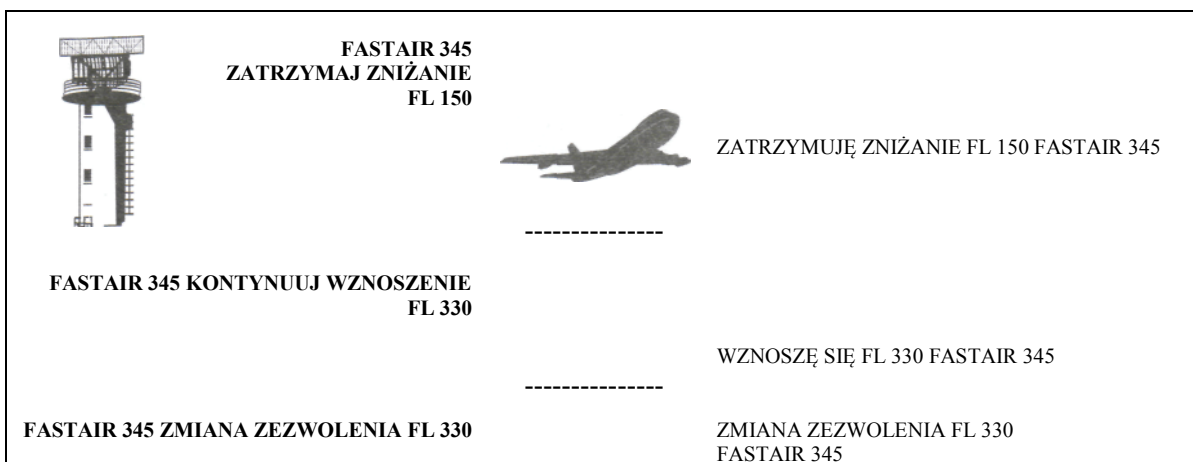 FASTAIR 345
ZATRZYMAJ ZNIŻANIE
FL 150
ZATRZYMUJĘ ZNIŻANIE FL 150 FASTAIR 345
---------------
FASTAIR 345 KONTYNUUJ WZNOSZENIE
FL 330
WZNOSZĘ SIĘ FL 330 FASTAIR 345
---------------
FASTAIR 345 ZMIANA ZEZWOLENIA FL 330
ZMIANA ZEZWOLENIA FL 330
FASTAIR 345